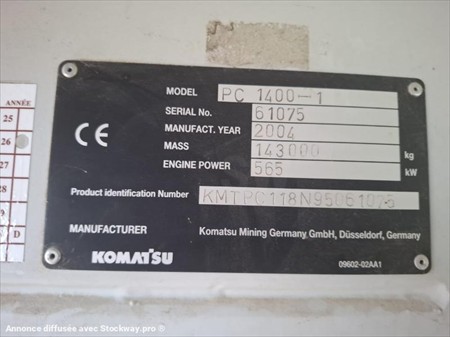 MODEL PC 1400-1
SERIAL No. 61075
MANUFACT. YEAR 2004
MASS 143000 kg
ENGINE POWER 565 kW
Product identification Number KMTPC118N95061075
MANUFACTURER Komatsu Mining Germany GmbH, Düsseldorf, Germany
CE
KOMATSU
09602-02AA1
ANNÉE
25
26
27
28
D
Annonce diffusée avec Stockway.pro ®